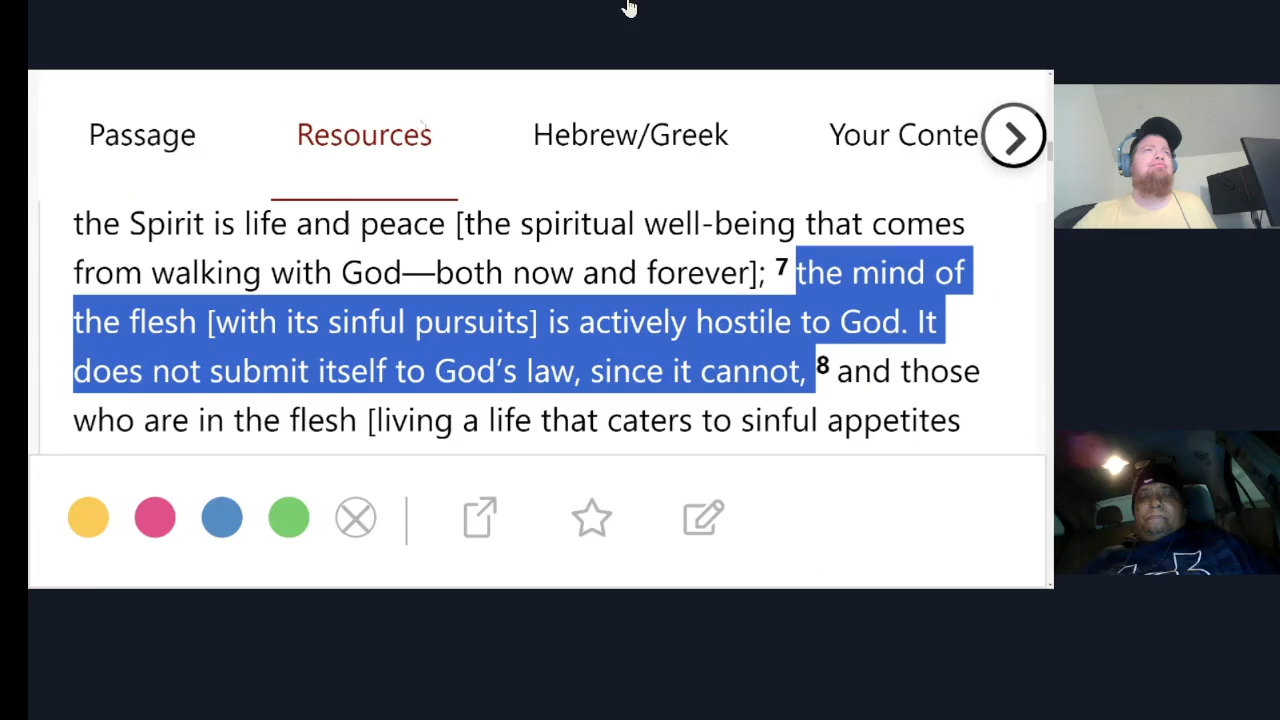 Passage Resources Hebrew/Greek Your Conte
the Spirit is life and peace [the spiritual well-being that comes
from walking with God—both now and forever]; 7 the mind of
the flesh [with its sinful pursuits] is actively hostile to God. It
does not submit itself to God’s law, since it cannot, 8 and those
who are in the flesh [living a life that caters to sinful appetites